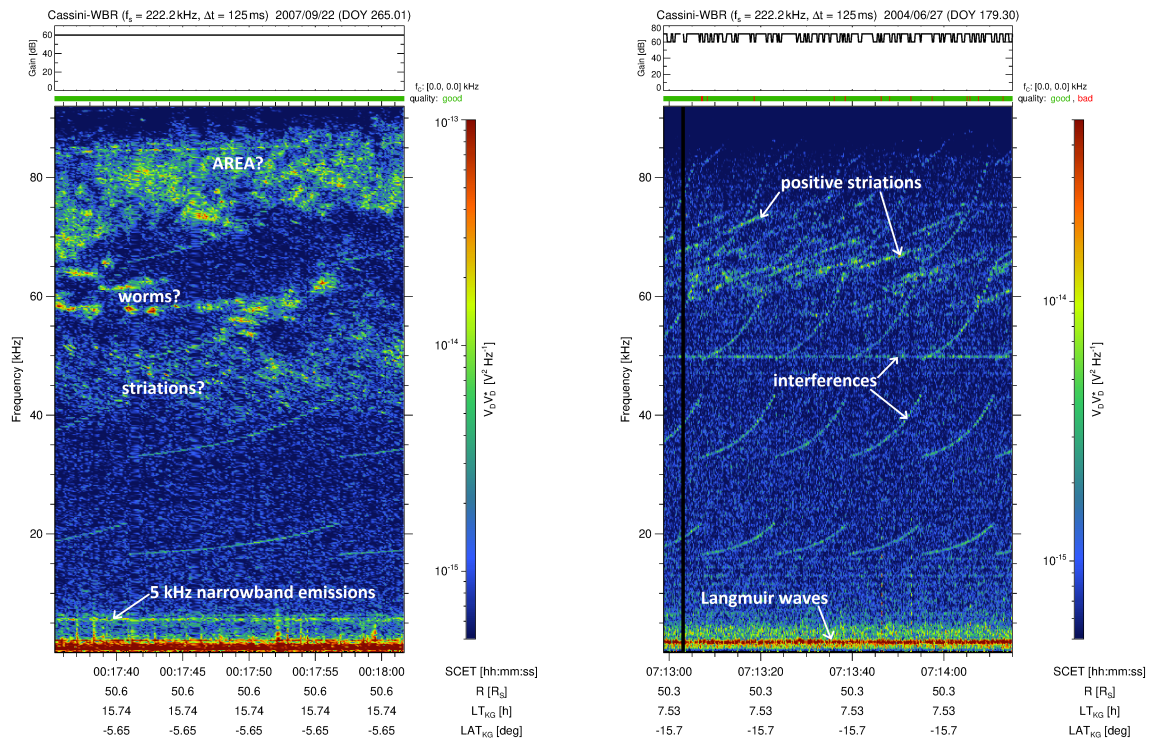 Cassini-WBR (fs = 222.2 kHz, Δt = 125 ms) 2007/09/22 (DOY 265.01)
Gain [dB]
60
40
20
0
fc: [0.0, 0.0] kHz
quality: good
Frequency [kHz]
80
60
40
20
AREA?
worms?
striations?
5 kHz narrowband emissions
10-13
10-14
10-15
VDVD* [V2 Hz-1]
00:17:40 00:17:45 00:17:50 00:17:55 00:18:00 SCET [hh:mm:ss]
50.6 50.6 50.6 50.6 50.6 R [RS]
15.74 15.74 15.74 15.74 15.74 LTKG [h]
-5.65 -5.65 -5.65 -5.65 -5.65 LATKG [deg]
Cassini-WBR (fs = 222.2 kHz, Δt = 125 ms) 2004/06/27 (DOY 179.30)
Gain [dB]
80
60
40
20
0
fc: [0.0, 0.0] kHz
quality: good , bad
Frequency [kHz]
80
60
40
20
positive striations
interferences
Langmuir waves
10-14
10-15
VDVD* [V2 Hz-1]
07:13:00 07:13:20 07:13:40 07:14:00 SCET [hh:mm:ss]
50.3 50.3 50.3 50.3 R [RS]
7.53 7.53 7.53 7.53 LTKG [h]
-15.7 -15.7 -15.7 -15.7 LATKG [deg]